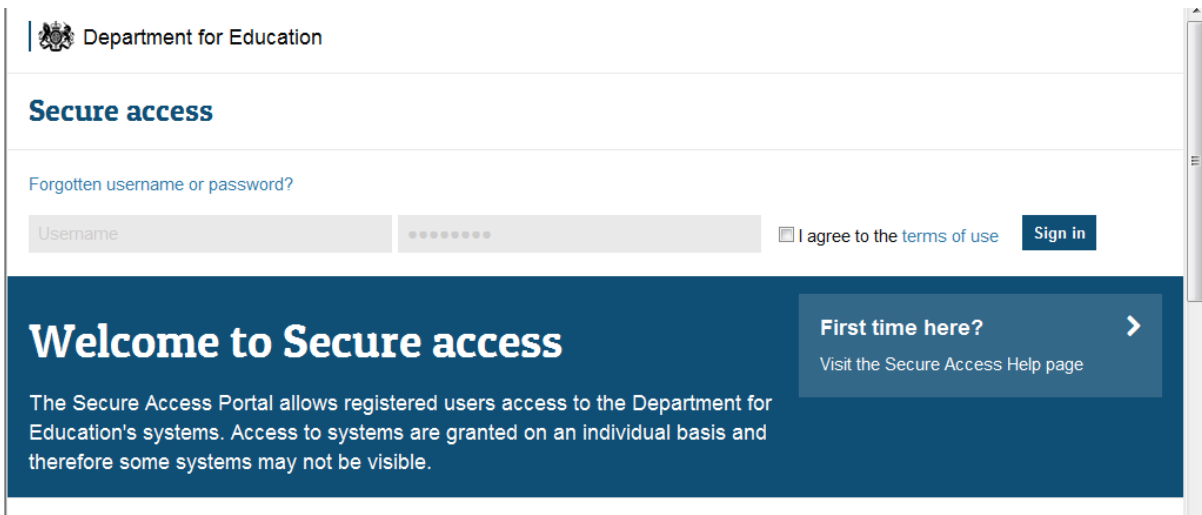 Department for Education
Secure access
Forgotten username or password?
Username ●●●●●●●● I agree to the terms of use Sign in
Welcome to Secure access
First time here?
Visit the Secure Access Help page
The Secure Access Portal allows registered users access to the Department for
Education's systems. Access to systems are granted on an individual basis and
therefore some systems may not be visible.